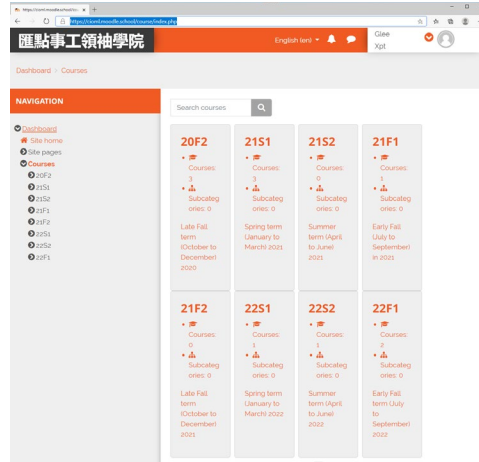 https://cioml.moodle.school/cou
https://cioml.moodle.school/course/index.php
匯點事工領袖學院
English (en)
Glee
Xpt
Dashboard > Courses
NAVIGATION
Dashboard
Site home
Site pages
Courses
20F2
21S1
21S2
21F1
21F2
22S1
22S2
22F1
Search courses
20F2
Courses:
3
Subcateg
ories: 0
Late Fall
term
(October to
December)
2020
21S1
Courses:
3
Subcateg
ories: 0
Spring term
(January to
March) 2021
21S2
Courses:
0
Subcateg
ories: 0
Summer
term (April
to June)
2021
21F1
Courses:
1
Subcateg
ories: 0
Early Fall
(July to
September)
in 2021
21F2
Courses:
0
Subcateg
ories: 0
Late Fall
term
(October to
December)
2021
22S1
Courses:
1
Subcateg
ories: 0
Spring term
(January to
March) 2022
22S2
Courses:
1
Subcateg
ories: 0
Summer
term (April
to June)
2022
22F1
Courses:
2
Subcateg
ories: 0
Early Fall
term (July
to
September)
2022